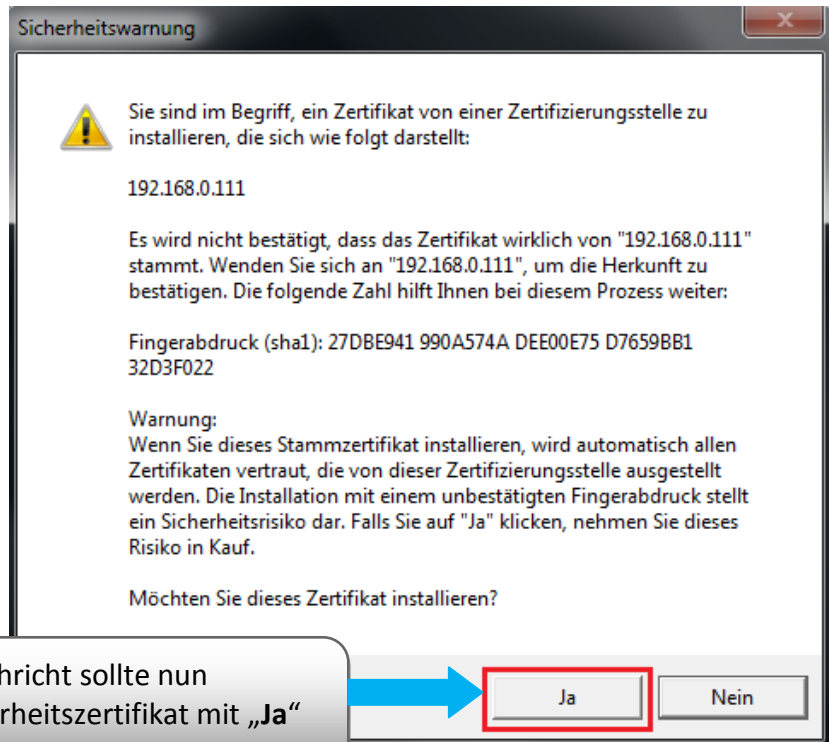 Sicherheitswarnung
Sie sind im Begriff, ein Zertifikat von einer Zertifizierungsstelle zu
installieren, die sich wie folgt darstellt:
192.168.0.111
Es wird nicht bestätigt, dass das Zertifikat wirklich von "192.168.0.111"
stammt. Wenden Sie sich an "192.168.0.111", um die Herkunft zu
bestätigen. Die folgende Zahl hilft Ihnen bei diesem Prozess weiter:
Fingerabdruck (sha1): 27DBE941 990A574A DEE00E75 D7659BB1
32D3F022
Warnung:
Wenn Sie dieses Stammzertifikat installieren, wird automatisch allen
Zertifikaten vertraut, die von dieser Zertifizierungsstelle ausgestellt
werden. Die Installation mit einem unbestätigten Fingerabdruck stellt
ein Sicherheitsrisiko dar. Falls Sie auf "Ja" klicken, nehmen Sie dieses
Risiko in Kauf.
Möchten Sie dieses Zertifikat installieren?
hricht sollte nun
rheitszertifikat mit „Ja“
Ja
Nein